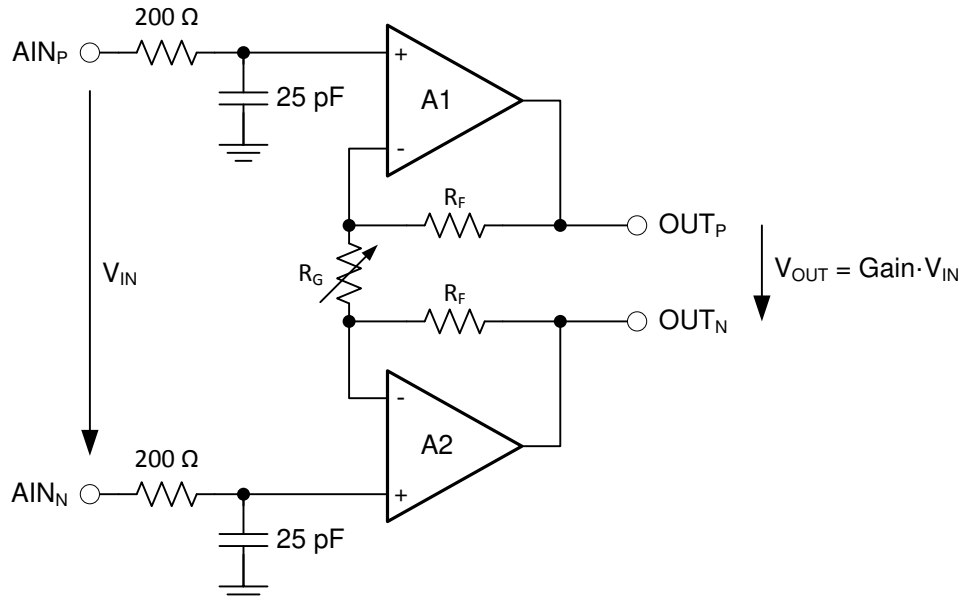 200 Ω
AINP
25 pF
+
A1
-
RF
OUTP
VIN
RG
VOUT = Gain·VIN
RF
OUTN
-
A2
200 Ω
AINN
+
25 pF